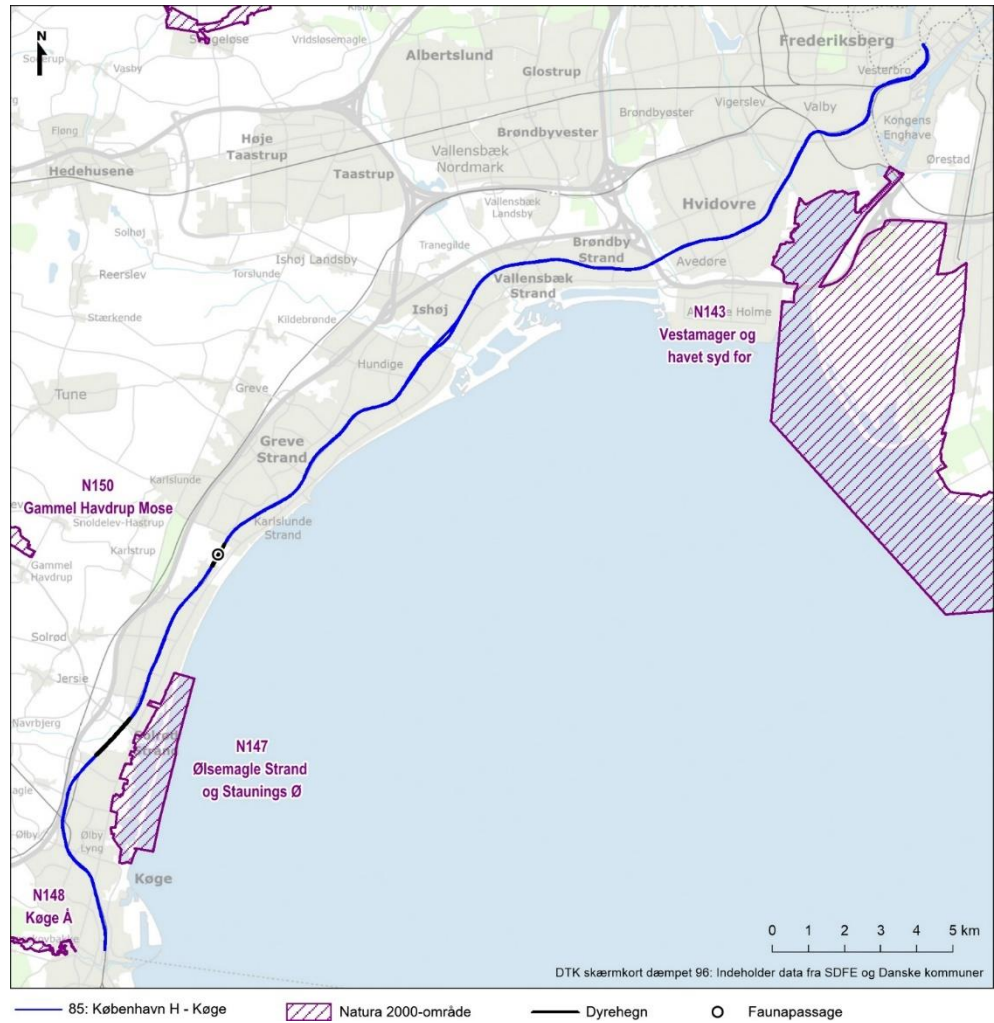 N
Frederiksberg
Vridsløsemagle
Albertslund
Vasby
Vesterbro
Glostrup
Vigerslev
Valby
Fløng
Brøndbyvester
Brøndbyøster
Kongens
Enghave
Høje
Taastrup
Vallensbæk
Nordmark
Ørestad
Hedehusene
Taastrup
Hvidovre
Vallensbæk
Landsby
Solhøj
Brøndby
Strand
Tranegilde
Avedøre
Ishøj Landsby
Reerslev
Torslunde
Vallensbæk
Strand
Ishøj
Stærkende
Kildebrønde
N143
Vestamager og
havet syd for
Holme
Hundige
Tune
Greve
Greve
Strand
N150
Gammel Havdrup Mose
Karlslunde
Snoldelev-Hastrup
Karlslunde
Strand
Karlstrup
Gammel
Havdrup
Solrød
Jersie
Solrød
Strand
N147
Ølsemagle Strand
og Staunings Ø
Ølby
Ølby
Lyng
Køge
N148
Køge Å
0 1 2 3 4 5 km
DTK skærmkort dæmpet 96: Indeholder data fra SDFE og Danske kommuner
85: København H - Køge Natura 2000-område Dyrehegn Faunapassage